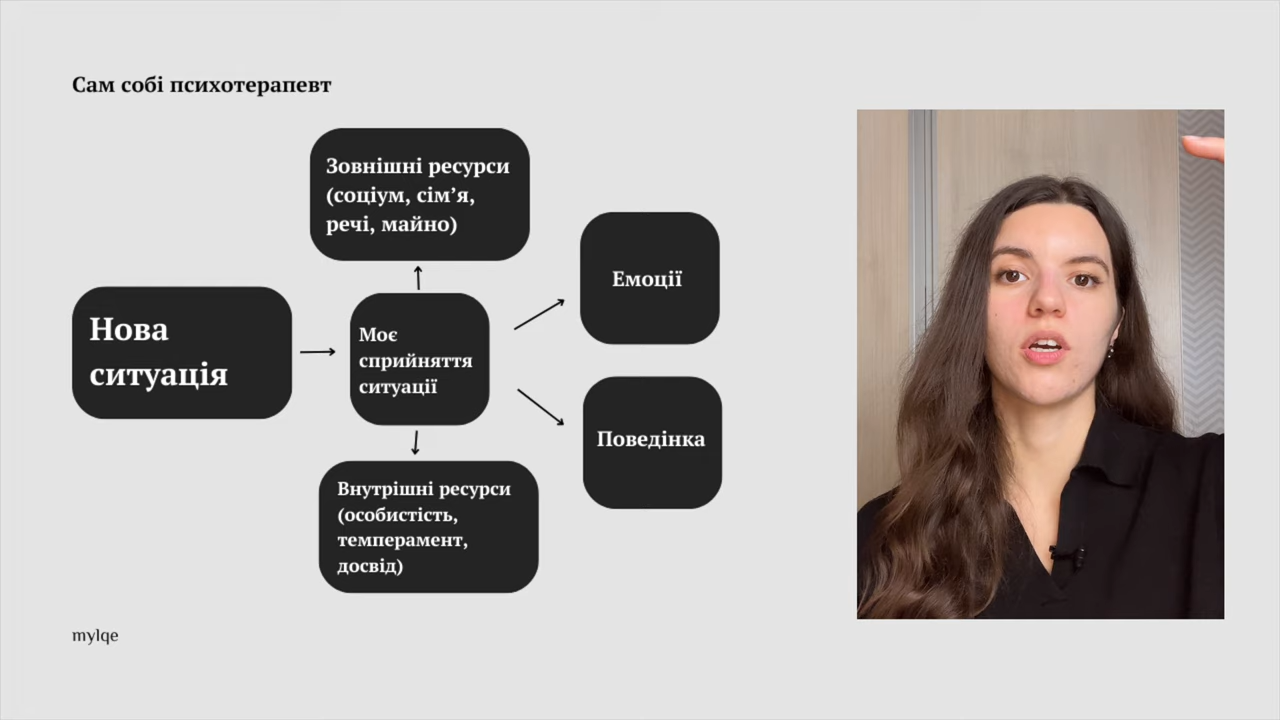 Сам собі психотерапевт
Зовнішні ресурси
(соціум, сім’я,
речі, майно)
Нова
ситуація
Моє
сприйняття
ситуації
Емоції
Поведінка
Внутрішні ресурси
(особистість,
темперамент,
досвід)
mylqe